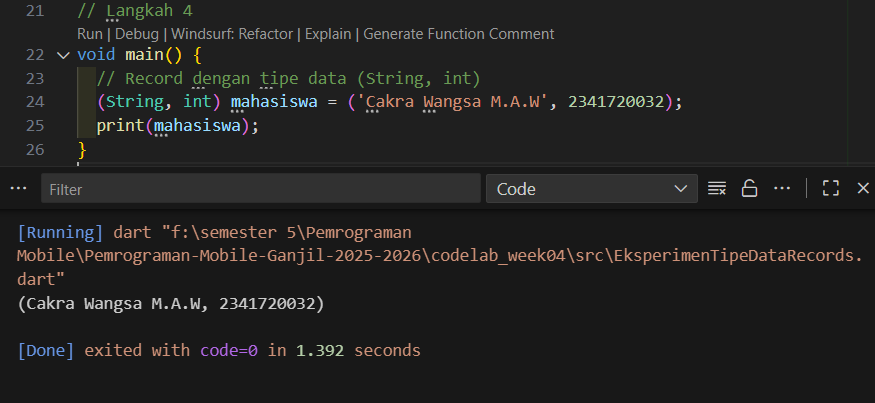 21 // Langkah 4
Run | Debug | Windsurf: Refactor | Explain | Generate Function Comment
22 void main() {
23 // Record dengan tipe data (String, int)
24 (String, int) mahasiswa = ('Cakra Wangsa M.A.W', 2341720032);
25 print(mahasiswa);
26 }
Filter Code
[Running] dart "f:\semester 5\Pemrograman
Mobile\Pemrograman-Mobile-Ganjil-2025-2026\codelab_week04\src\EksperimenTipeDataRecords.
dart"
(Cakra Wangsa M.A.W, 2341720032)
[Done] exited with code=0 in 1.392 seconds